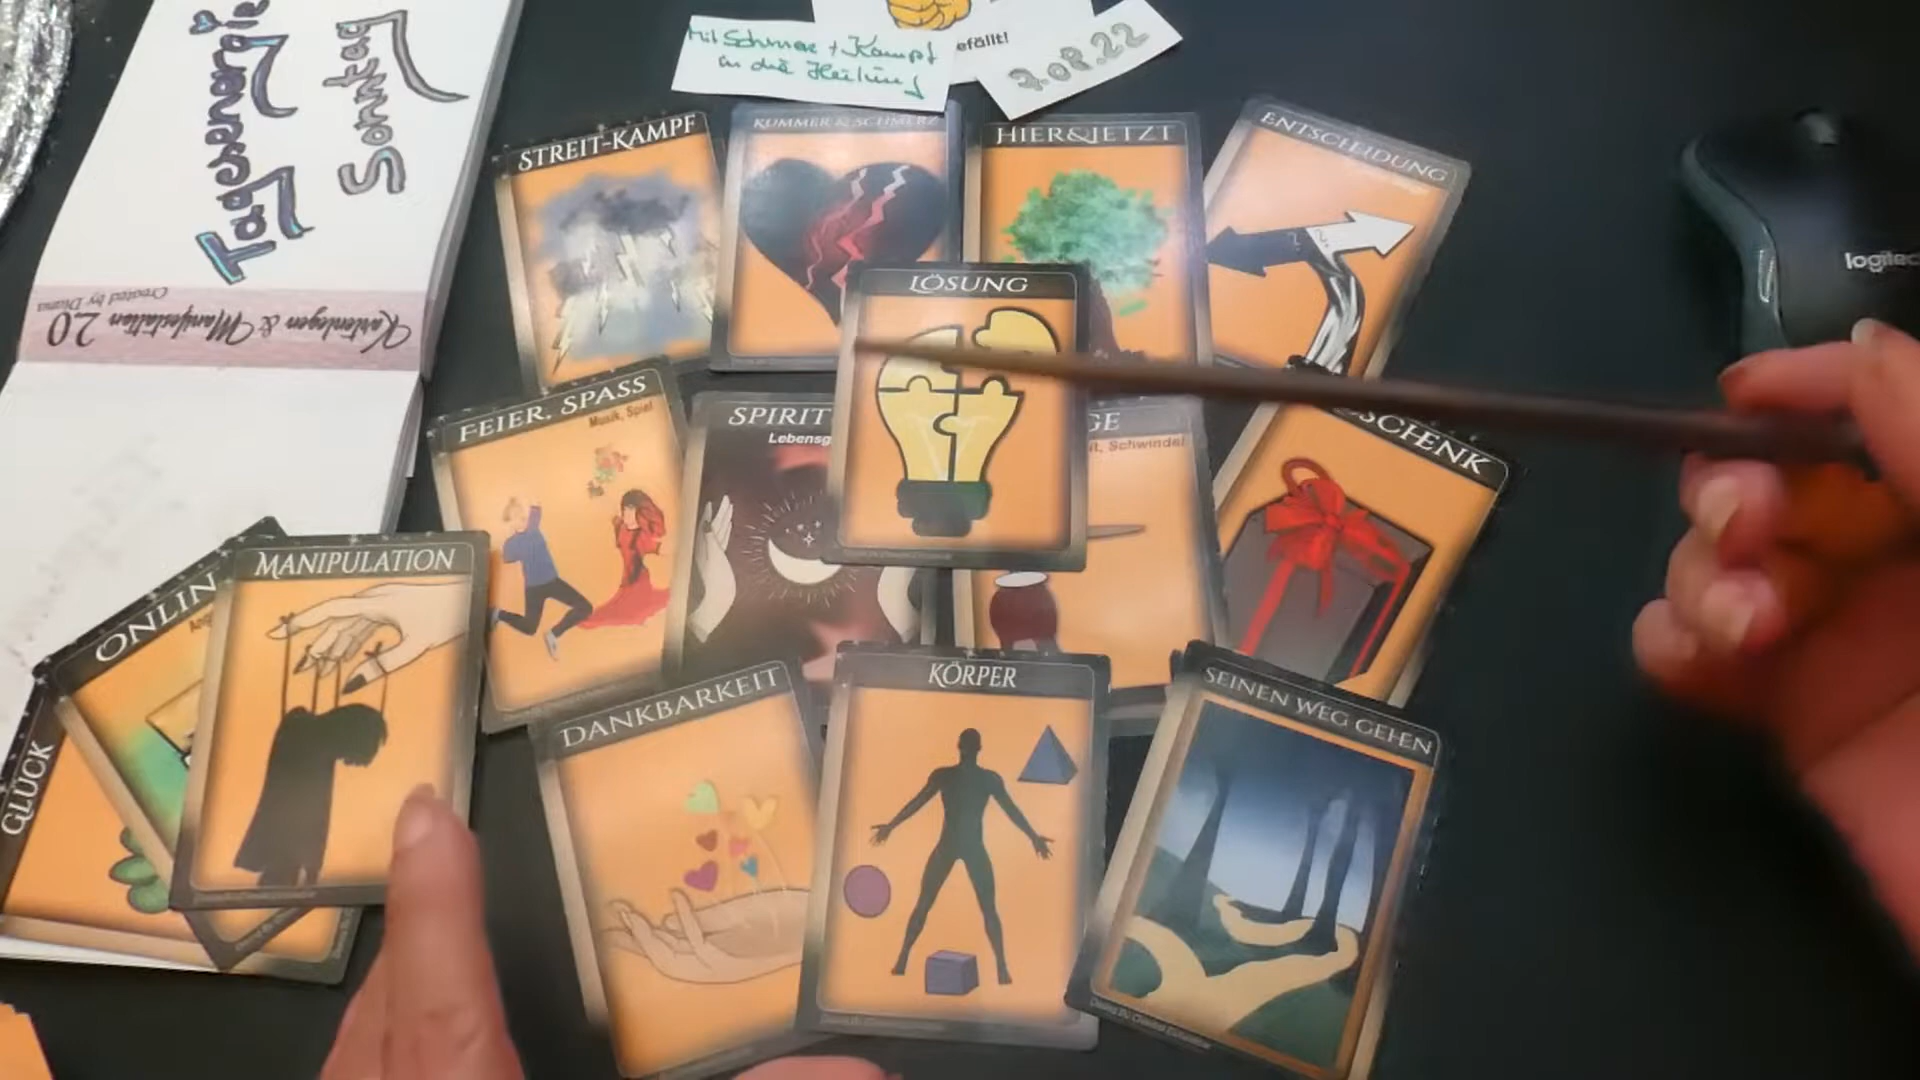 Tagesenergie
Sonntag
Kartenlegen & Manifestation 2.0
Created by Diana
Mit Schmerz + Kampf
in die Heilung
efällt!
7.08.22
STREIT-KAMPF
KUMMER & SCHMERZ
HIER&JETZT
ENTSCHEIDUNG
LÖSUNG
FEIER, SPASS
Musik, Spiel
SPIRIT
Lebensg
GE
it, Schwindel
SCHENK
GLÜCK
ONLIN
MANIPULATION
DANKBARKEIT
KÖRPER
SEINEN WEG GEHEN
logitec